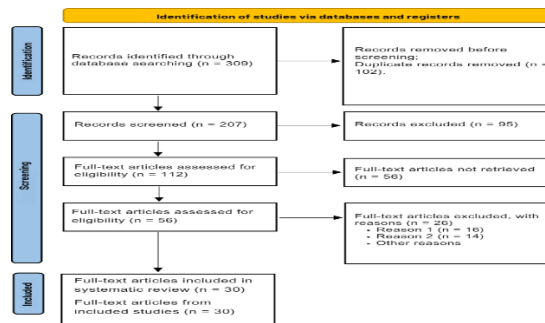 Identification of studies via databases and registers
Identification
Records identified through
database searching (n = 309)
Records removed before
screening;
Duplicate records removed (n =
102).
Screening
Records screened (n = 207)
Records excluded (n = 95)
Full-text articles assessed for
eligibility (n = 112)
Full-text articles not retrieved
(n = 56)
Full-text articles assessed for
eligibility (n = 56)
Full-text articles excluded, with
reasons (n = 26)
• Reason 1 (n = 16)
• Reason 2 (n = 14)
• Other reasons
Included
Full-text articles included in
systematic review (n = 30)
Full-text articles from
included studies (n = 30)